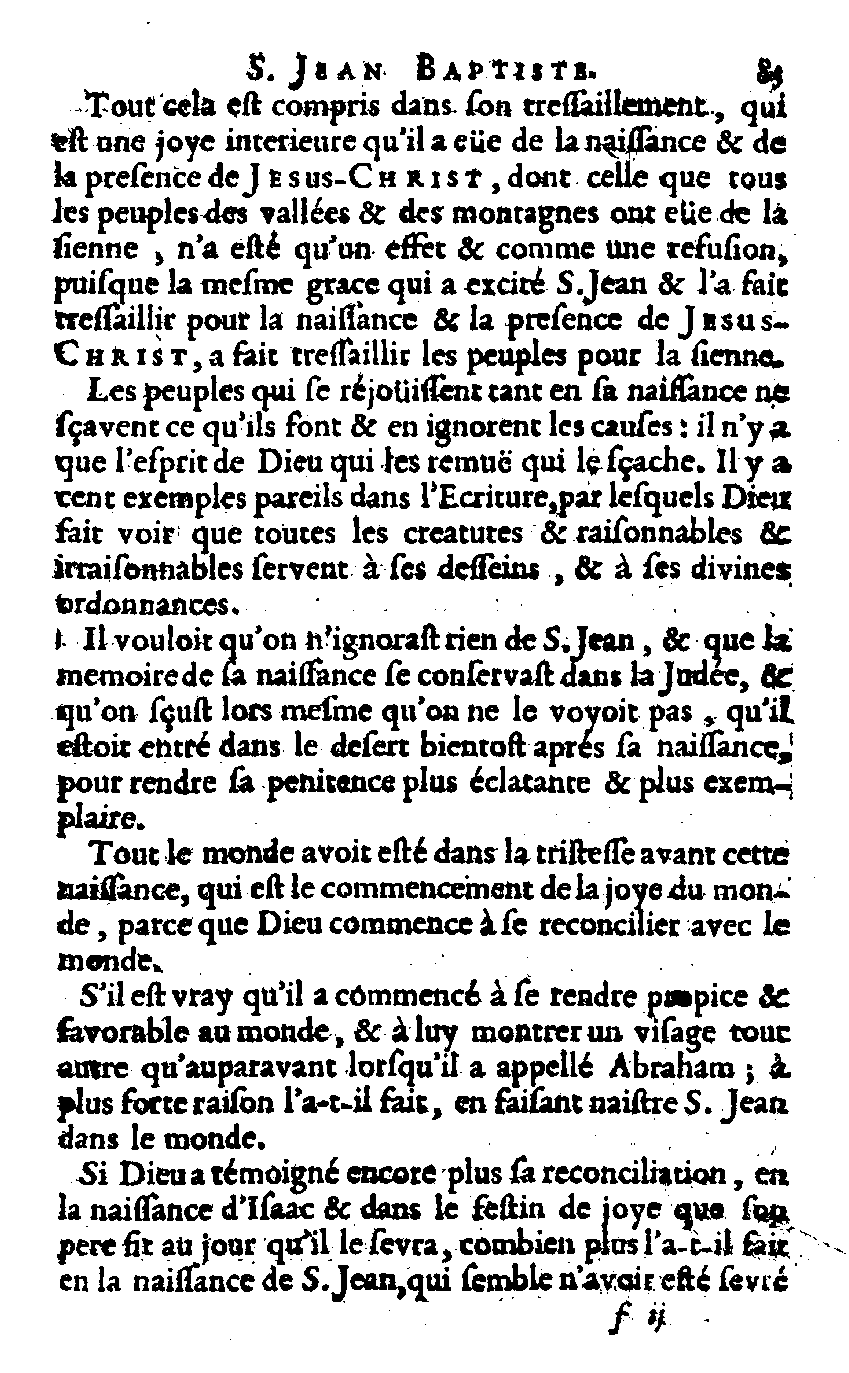 S. JEAN BAPTISTE. 83
Tout cela eſt compris dans ſon treſſaillement, qui
eſt une joye interieure qu'il a eüe de la naiſſance & de
la preſence de JESUS-CHRIST, dont celle que tous
les peuples des vallées & des montagnes ont eüe de la
ſienne, n'a eſté qu'un effet & comme une refuſion,
puiſque la meſme grace qui a excité S. Jean & l'a fait
treſſaillir pour la naiſſance & la preſence de JESUS-
CHRIST, a fait treſſaillir les peuples pour la ſienne.
Les peuples qui ſe réjoüiſſent tant en ſa naiſſance ne
ſçavent ce qu'ils font & en ignorent les cauſes: il n'y a
que l'eſprit de Dieu qui les remuë qui le ſçache. Il y a
cent exemples pareils dans l'Ecriture, par leſquels Dieu
fait voir que toutes les creatures & raiſonnables &
irraiſonnables ſervent à ſes deſſeins, & à ſes divines
ordonnances.
Il vouloit qu'on n'ignoraſt rien de S. Jean, & que la
memoire de ſa naiſſance ſe conſervaſt dans la Judée, &
qu'on ſçuſt lors meſme qu'on ne le voyoit pas, qu'il
eſtoit entré dans le deſert bientoſt aprés ſa naiſſance,
pour rendre ſa penitence plus éclatante & plus exem-
plaire.
Tout le monde avoit eſté dans la triſteſſe avant cette
naiſſance, qui eſt le commencement de la joye du mon-
de, parce que Dieu commence à ſe reconcilier avec le
monde.
S'il eſt vray qu'il a commencé à ſe rendre propice &
favorable au monde, & à luy montrer un viſage tout
autre qu'auparavant lorſqu'il a appellé Abraham; à
plus forte raiſon l'a-t-il fait, en faiſant naiſtre S. Jean
dans le monde.
Si Dieu a témoigné encore plus ſa reconciliation, en
la naiſſance d'Iſaac & dans le feſtin de joye que ſon
pere fit au jour qu'il le ſevra, combien plus l'a-t-il fait
en la naiſſance de S. Jean, qui ſemble n'avoir eſté ſevré
f ij